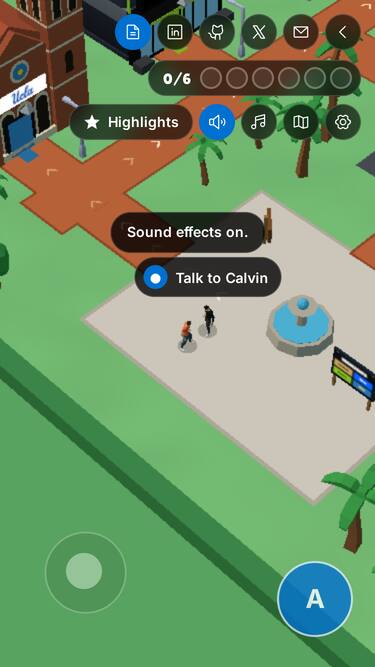 0/6
Highlights
Ucla
Sound effects on.
Talk to Calvin
A